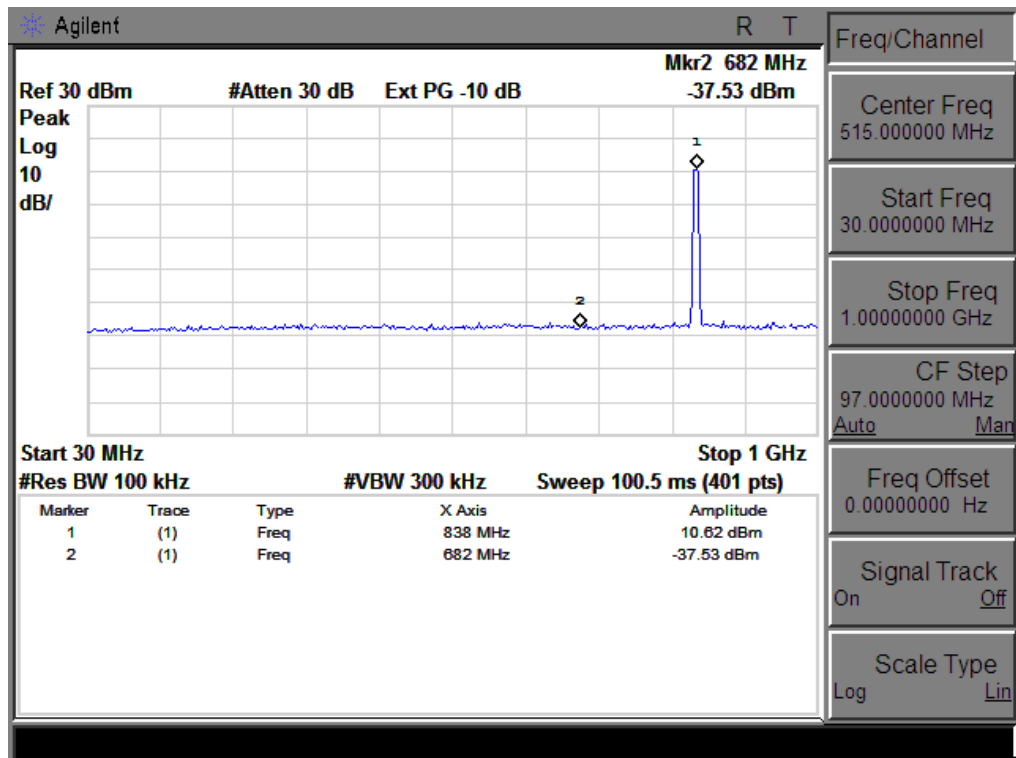 Agilent R T
Mkr2 682 MHz
Ref 30 dBm #Atten 30 dB Ext PG -10 dB -37.53 dBm
Peak
Log
10
dB/
1
2
Start 30 MHz Stop 1 GHz
#Res BW 100 kHz #VBW 300 kHz Sweep 100.5 ms (401 pts)
Marker Trace Type X Axis Amplitude
1 (1) Freq 838 MHz 10.62 dBm
2 (1) Freq 682 MHz -37.53 dBm
Freq/Channel
Center Freq
515.000000 MHz
Start Freq
30.0000000 MHz
Stop Freq
1.00000000 GHz
CF Step
97.0000000 MHz
Auto Man
Freq Offset
0.00000000 Hz
Signal Track
On Off
Scale Type
Log Lin